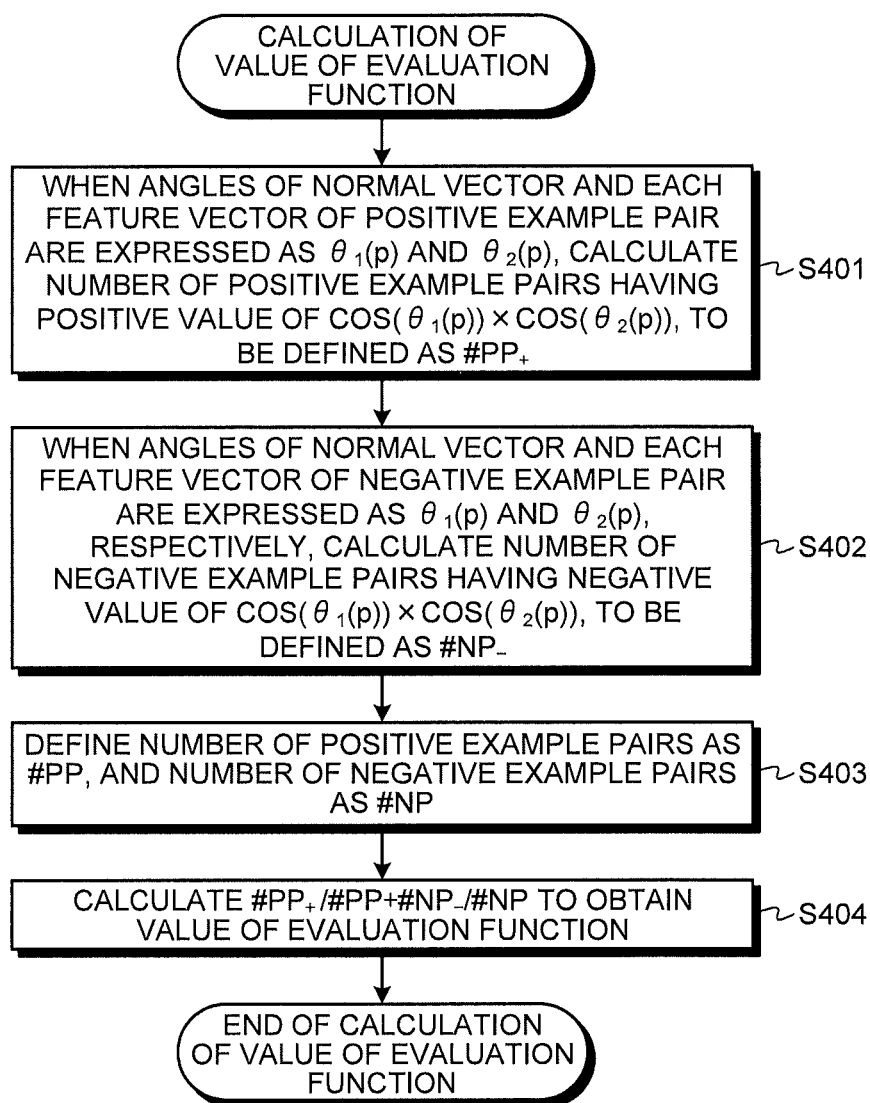 CALCULATION OF
VALUE OF EVALUATION
FUNCTION
WHEN ANGLES OF NORMAL VECTOR AND EACH
FEATURE VECTOR OF POSITIVE EXAMPLE PAIR
ARE EXPRESSED AS θ₁(p) AND θ₂(p), CALCULATE
NUMBER OF POSITIVE EXAMPLE PAIRS HAVING
POSITIVE VALUE OF COS(θ₁(p))×COS(θ₂(p)), TO
BE DEFINED AS #PP₊
S401
WHEN ANGLES OF NORMAL VECTOR AND EACH
FEATURE VECTOR OF NEGATIVE EXAMPLE PAIR
ARE EXPRESSED AS θ₁(p) AND θ₂(p),
RESPECTIVELY, CALCULATE NUMBER OF
NEGATIVE EXAMPLE PAIRS HAVING NEGATIVE
VALUE OF COS(θ₁(p))×COS(θ₂(p)), TO BE
DEFINED AS #NP₋
S402
DEFINE NUMBER OF POSITIVE EXAMPLE PAIRS AS
#PP, AND NUMBER OF NEGATIVE EXAMPLE PAIRS
AS #NP
S403
CALCULATE #PP₊/#PP+#NP₋/#NP TO OBTAIN
VALUE OF EVALUATION FUNCTION
S404
END OF CALCULATION
OF VALUE OF EVALUATION
FUNCTION